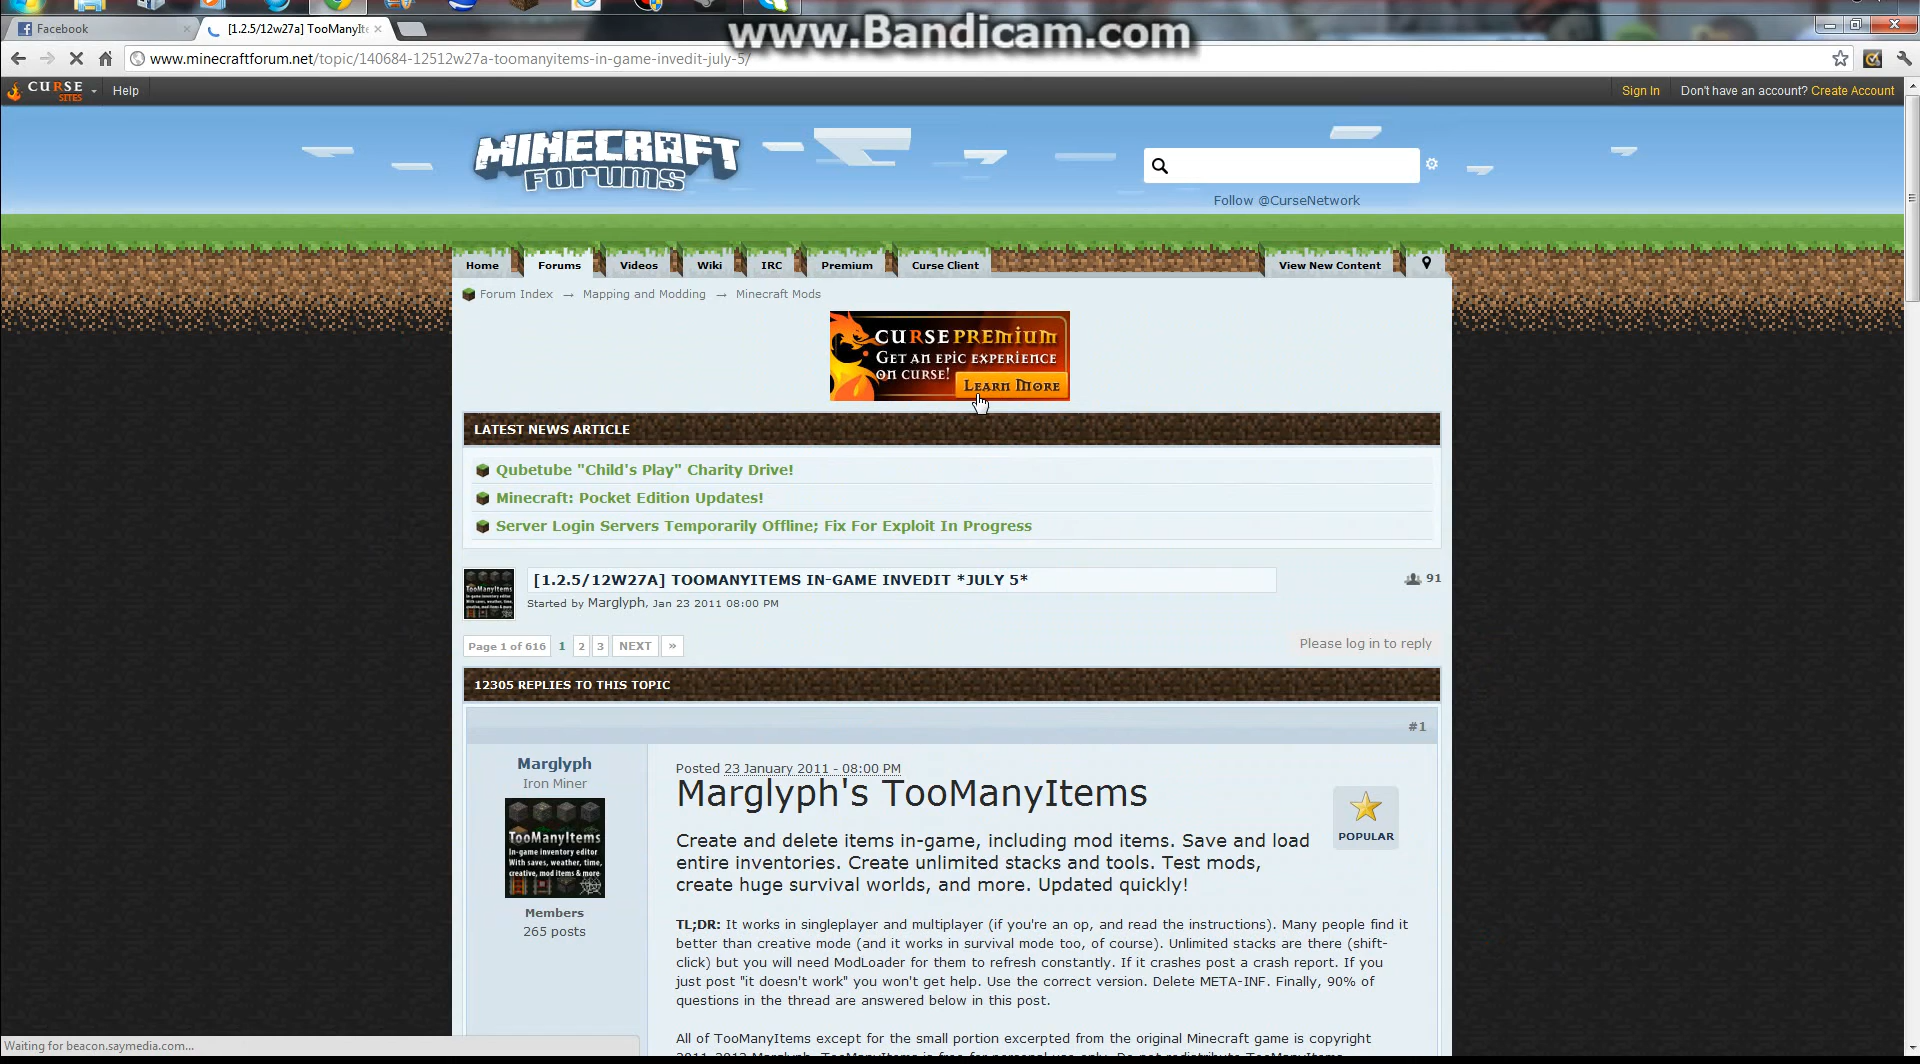 www.Bandicam.com
Facebook
[1.2.5/12w27a] TooManyIte
www.minecraftforum.net/topic/140684-12512w27a-toomanyitems-in-game-invedit-july-5/
CURSE SITES Help
Sign In Don't have an account? Create Account
MINECRAFT FORUMS
Follow @CurseNetwork
Home Forums Videos Wiki IRC Premium Curse Client View New Content
Forum Index → Mapping and Modding → Minecraft Mods
CURSE PREMIUM
GET AN EPIC EXPERIENCE
ON CURSE!
LEARN MORE
LATEST NEWS ARTICLE
Qubetube "Child's Play" Charity Drive!
Minecraft: Pocket Edition Updates!
Server Login Servers Temporarily Offline; Fix For Exploit In Progress
[1.2.5/12W27A] TOOMANYITEMS IN-GAME INVEDIT *JULY 5*
91
Started by Marglyph, Jan 23 2011 08:00 PM
Page 1 of 616 1 2 3 NEXT »
Please log in to reply
12305 REPLIES TO THIS TOPIC
#1
Marglyph
Iron Miner
TooManyItems
In-game inventory editor
With saves, weather, time,
creative, mod items & more
Members
265 posts
Posted 23 January 2011 - 08:00 PM
Marglyph's TooManyItems
POPULAR
Create and delete items in-game, including mod items. Save and load
entire inventories. Create unlimited stacks and tools. Test mods,
create huge survival worlds, and more. Updated quickly!
TL;DR: It works in singleplayer and multiplayer (if you're an op, and read the instructions). Many people find it
better than creative mode (and it works in survival mode too, of course). Unlimited stacks are there (shift-
click) but you will need ModLoader for them to refresh constantly. If it crashes post a crash report. If you
just post "it doesn't work" you won't get help. Use the correct version. Delete META-INF. Finally, 90% of
questions in the thread are answered below in this post.
All of TooManyItems except for the small portion excerpted from the original Minecraft game is copyright
Waiting for beacon.saymedia.com...